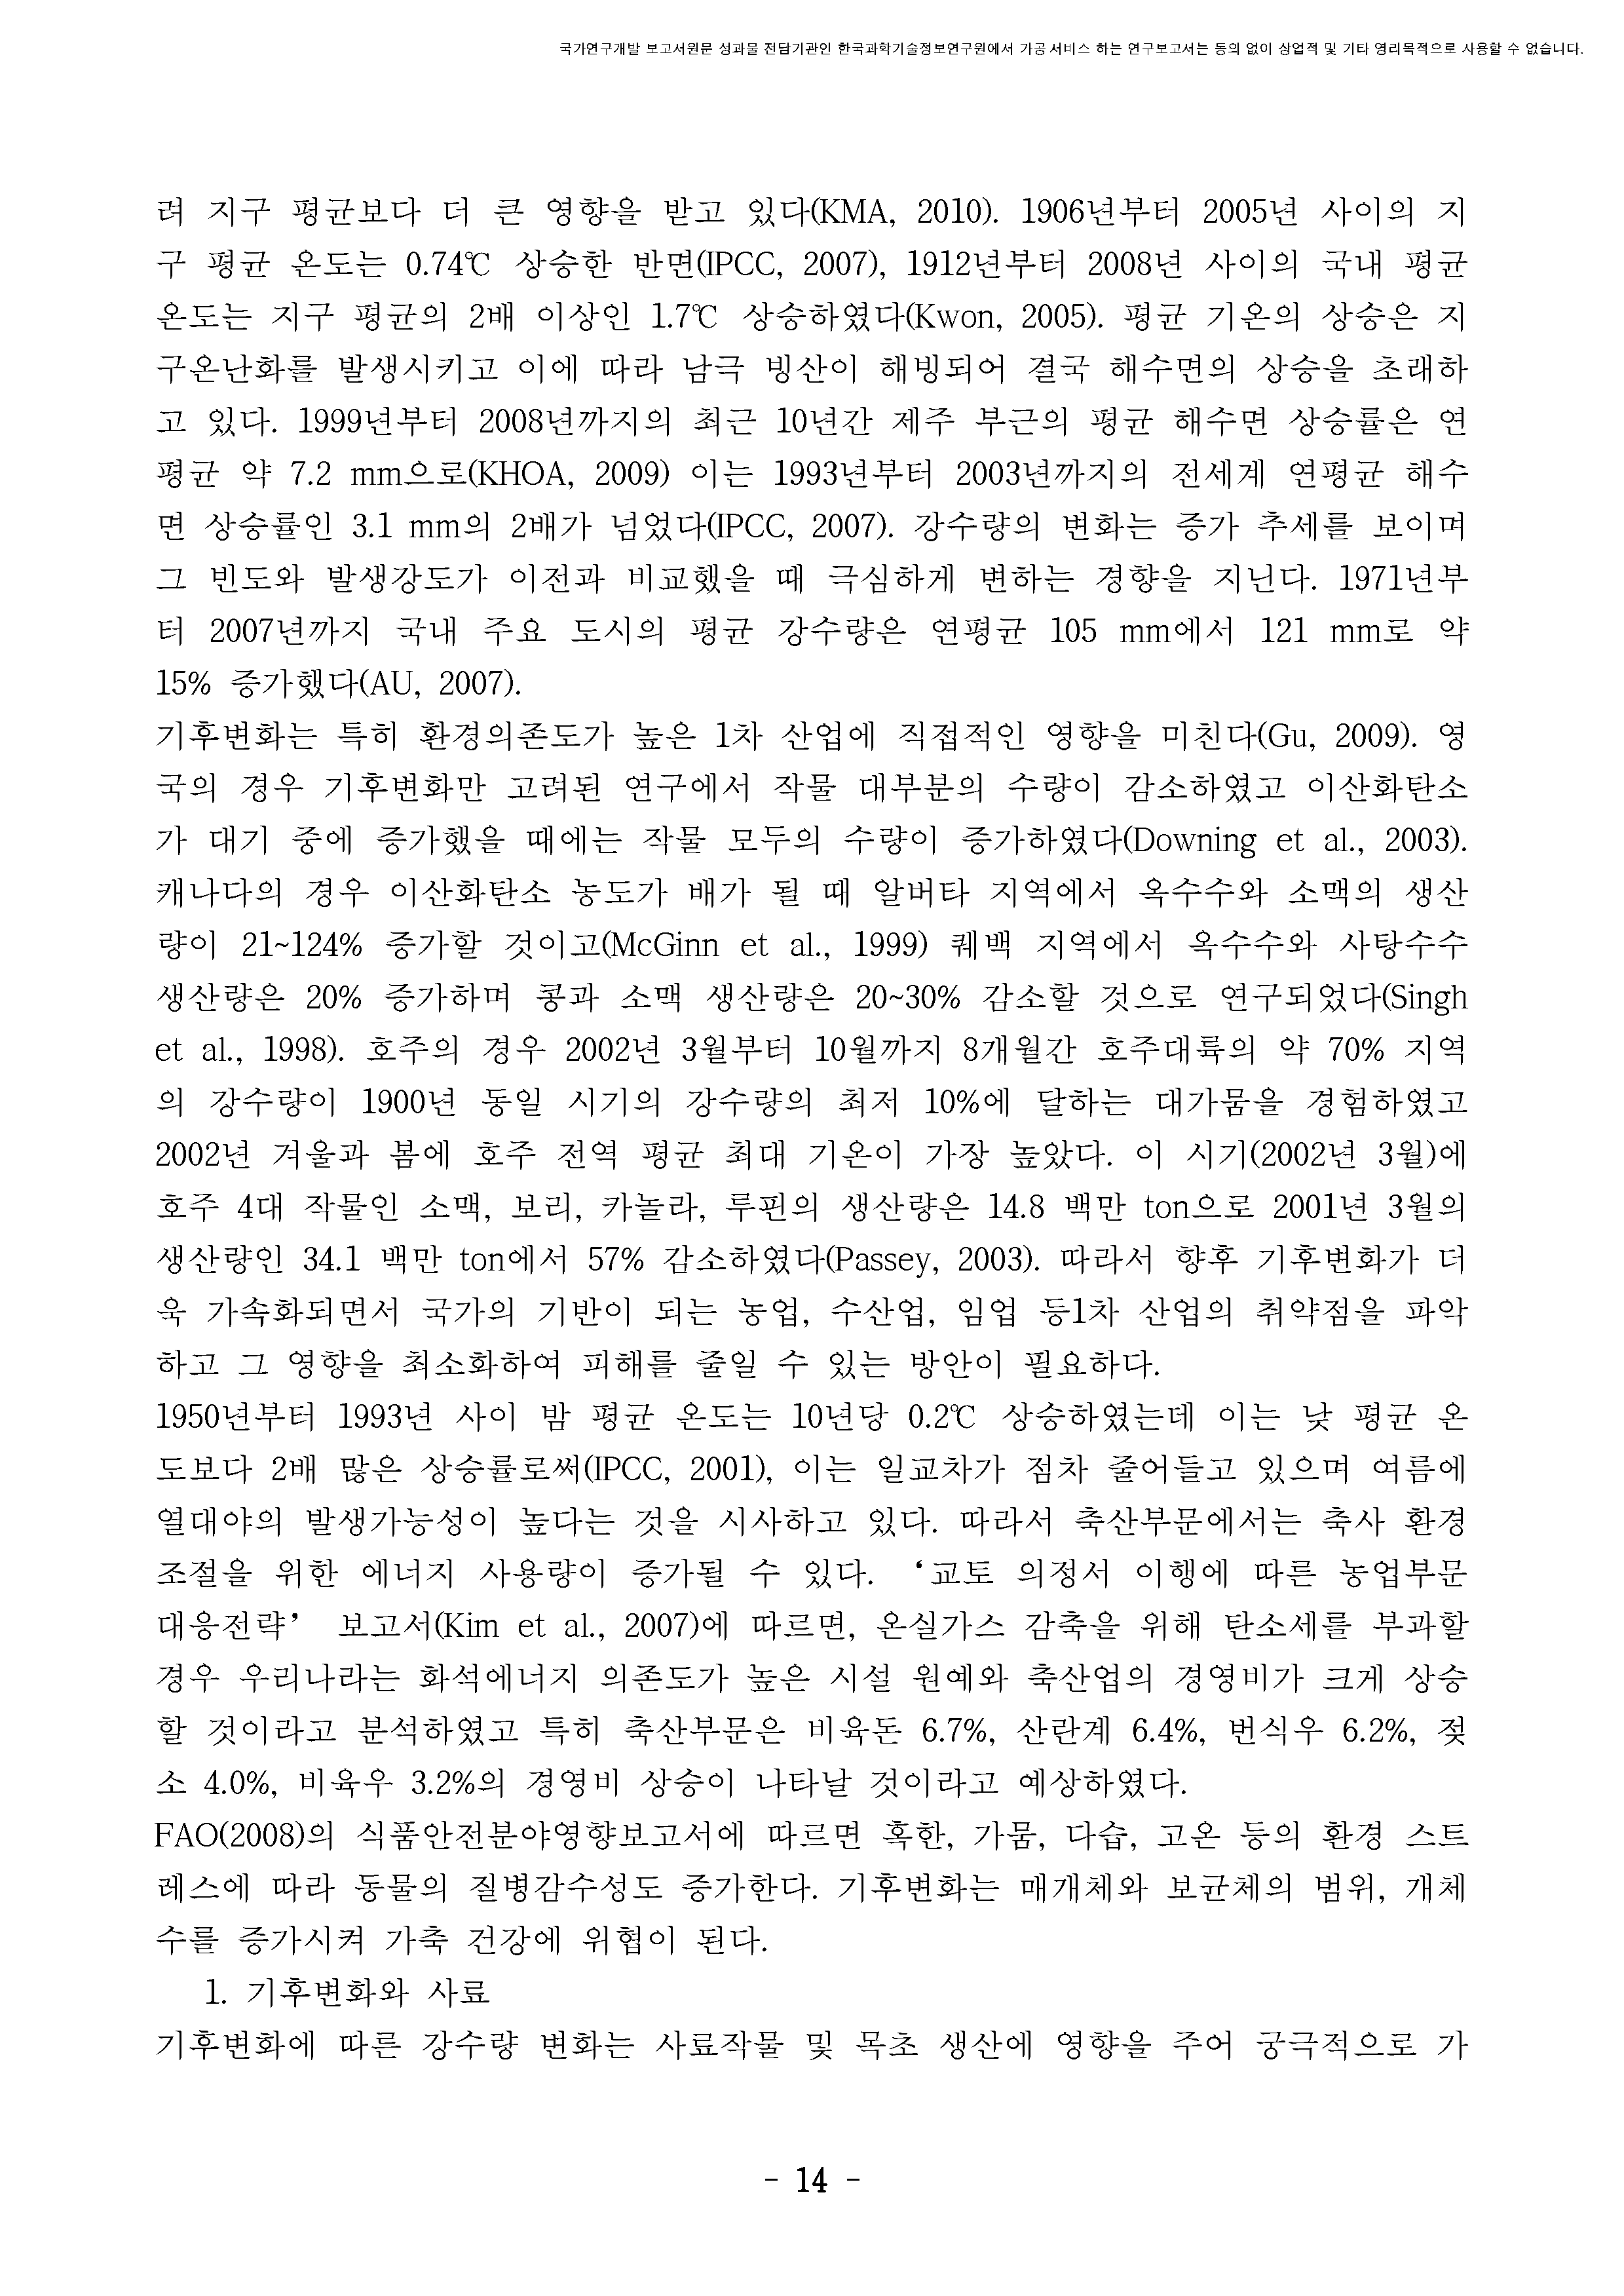 국가연구개발 보고서원문 성과물 전담기관인 한국과학기술정보연구원에서 가공·서비스 하는 연구보고서는 동의 없이 상업적 및 기타 영리목적으로 사용할 수 없습니다.
려 지구 평균보다 더 큰 영향을 받고 있다(KMA, 2010). 1906년부터 2005년 사이의 지
구 평균 온도는 0.74℃ 상승한 반면(IPCC, 2007), 1912년부터 2008년 사이의 국내 평균
온도는 지구 평균의 2배 이상인 1.7℃ 상승하였다(Kwon, 2005). 평균 기온의 상승은 지
구온난화를 발생시키고 이에 따라 남극 빙산이 해빙되어 결국 해수면의 상승을 초래하
고 있다. 1999년부터 2008년까지의 최근 10년간 제주 부근의 평균 해수면 상승률은 연
평균 약 7.2 mm으로(KHOA, 2009) 이는 1993년부터 2003년까지의 전세계 연평균 해수
면 상승률인 3.1 mm의 2배가 넘었다(IPCC, 2007). 강수량의 변화는 증가 추세를 보이며
그 빈도와 발생강도가 이전과 비교했을 때 극심하게 변하는 경향을 지닌다. 1971년부
터 2007년까지 국내 주요 도시의 평균 강수량은 연평균 105 mm에서 121 mm로 약
15% 증가했다(AU, 2007).
기후변화는 특히 환경의존도가 높은 1차 산업에 직접적인 영향을 미친다(Gu, 2009). 영
국의 경우 기후변화만 고려된 연구에서 작물 대부분의 수량이 감소하였고 이산화탄소
가 대기 중에 증가했을 때에는 작물 모두의 수량이 증가하였다(Downing et al., 2003).
캐나다의 경우 이산화탄소 농도가 배가 될 때 알버타 지역에서 옥수수와 소맥의 생산
량이 21~124% 증가할 것이고(McGinn et al., 1999) 퀘백 지역에서 옥수수와 사탕수수
생산량은 20% 증가하며 콩과 소맥 생산량은 20~30% 감소할 것으로 연구되었다(Singh
et al., 1998). 호주의 경우 2002년 3월부터 10월까지 8개월간 호주대륙의 약 70% 지역
의 강수량이 1900년 동일 시기의 강수량의 최저 10%에 달하는 대가뭄을 경험하였고
2002년 겨울과 봄에 호주 전역 평균 최대 기온이 가장 높았다. 이 시기(2002년 3월)에
호주 4대 작물인 소맥, 보리, 카놀라, 루핀의 생산량은 14.8 백만 ton으로 2001년 3월의
생산량인 34.1 백만 ton에서 57% 감소하였다(Passey, 2003). 따라서 향후 기후변화가 더
욱 가속화되면서 국가의 기반이 되는 농업, 수산업, 임업 등1차 산업의 취약점을 파악
하고 그 영향을 최소화하여 피해를 줄일 수 있는 방안이 필요하다.
1950년부터 1993년 사이 밤 평균 온도는 10년당 0.2℃ 상승하였는데 이는 낮 평균 온
도보다 2배 많은 상승률로써(IPCC, 2001), 이는 일교차가 점차 줄어들고 있으며 여름에
열대야의 발생가능성이 높다는 것을 시사하고 있다. 따라서 축산부문에서는 축사 환경
조절을 위한 에너지 사용량이 증가될 수 있다. ‘교토 의정서 이행에 따른 농업부문
대응전략’ 보고서(Kim et al., 2007)에 따르면, 온실가스 감축을 위해 탄소세를 부과할
경우 우리나라는 화석에너지 의존도가 높은 시설 원예와 축산업의 경영비가 크게 상승
할 것이라고 분석하였고 특히 축산부문은 비육돈 6.7%, 산란계 6.4%, 번식우 6.2%, 젖
소 4.0%, 비육우 3.2%의 경영비 상승이 나타날 것이라고 예상하였다.
FAO(2008)의 식품안전분야영향보고서에 따르면 혹한, 가뭄, 다습, 고온 등의 환경 스트
레스에 따라 동물의 질병감수성도 증가한다. 기후변화는 매개체와 보균체의 범위, 개체
수를 증가시켜 가축 건강에 위협이 된다.
1. 기후변화와 사료
기후변화에 따른 강수량 변화는 사료작물 및 목초 생산에 영향을 주어 궁극적으로 가
- 14 -